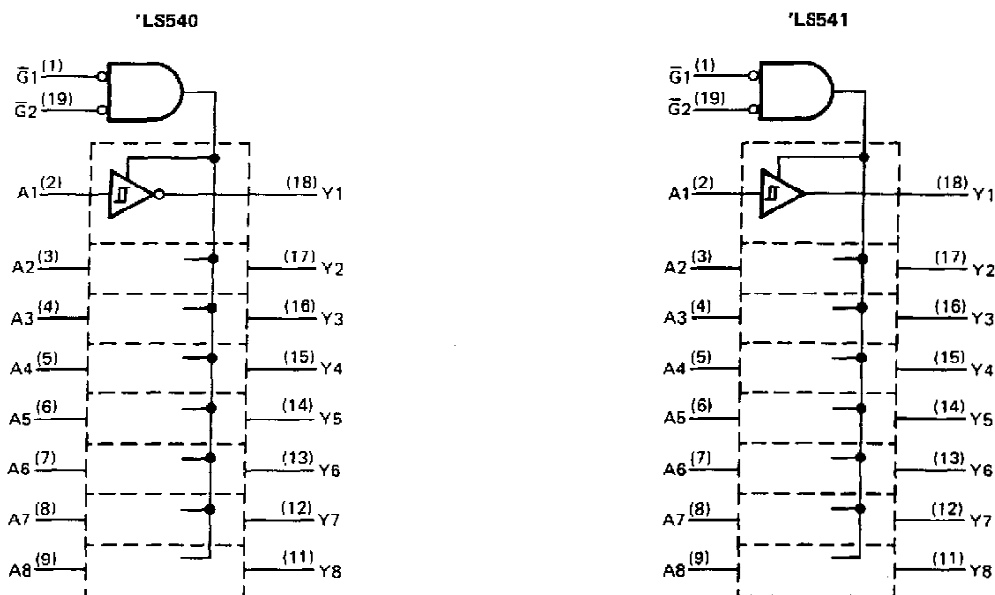 'LS540
G̅1 (1)
G̅2 (19)
A1 (2) (18) Y1
A2 (3) (17) Y2
A3 (4) (16) Y3
A4 (5) (15) Y4
A5 (6) (14) Y5
A6 (7) (13) Y6
A7 (8) (12) Y7
A8 (9) (11) Y8
'LS541
G̅1 (1)
G̅2 (19)
A1 (2) (18) Y1
A2 (3) (17) Y2
A3 (4) (16) Y3
A4 (5) (15) Y4
A5 (6) (14) Y5
A6 (7) (13) Y6
A7 (8) (12) Y7
A8 (9) (11) Y8